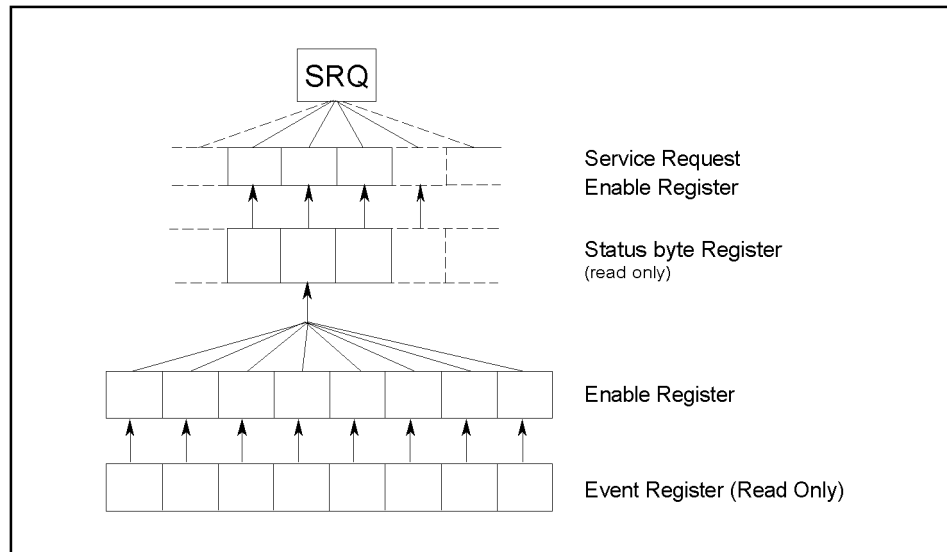 SRQ
Service Request
Enable Register
Status byte Register
(read only)
Enable Register
Event Register (Read Only)